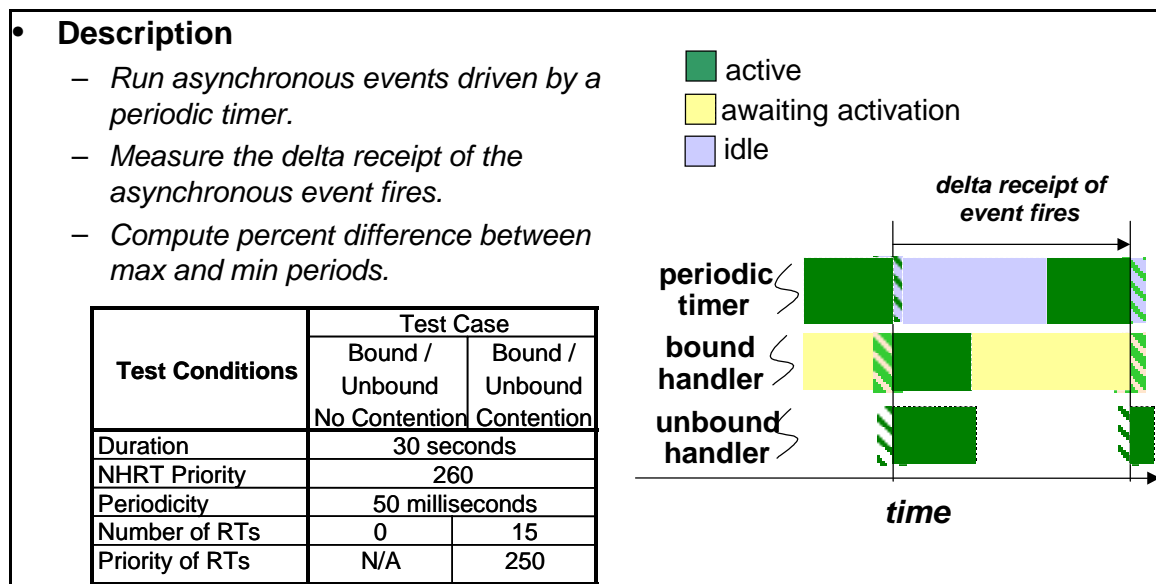 • Description
– Run asynchronous events driven by a
periodic timer.
– Measure the delta receipt of the
asynchronous event fires.
– Compute percent difference between
max and min periods.
Test Conditions
Test Case
Bound /
Unbound
No Contention
Bound /
Unbound
Contention
Duration 30 seconds
NHRT Priority 260
Periodicity 50 milliseconds
Number of RTs 0 15
Priority of RTs N/A 250
active
awaiting activation
idle
delta receipt of
event fires
periodic
timer
bound
handler
unbound
handler
time